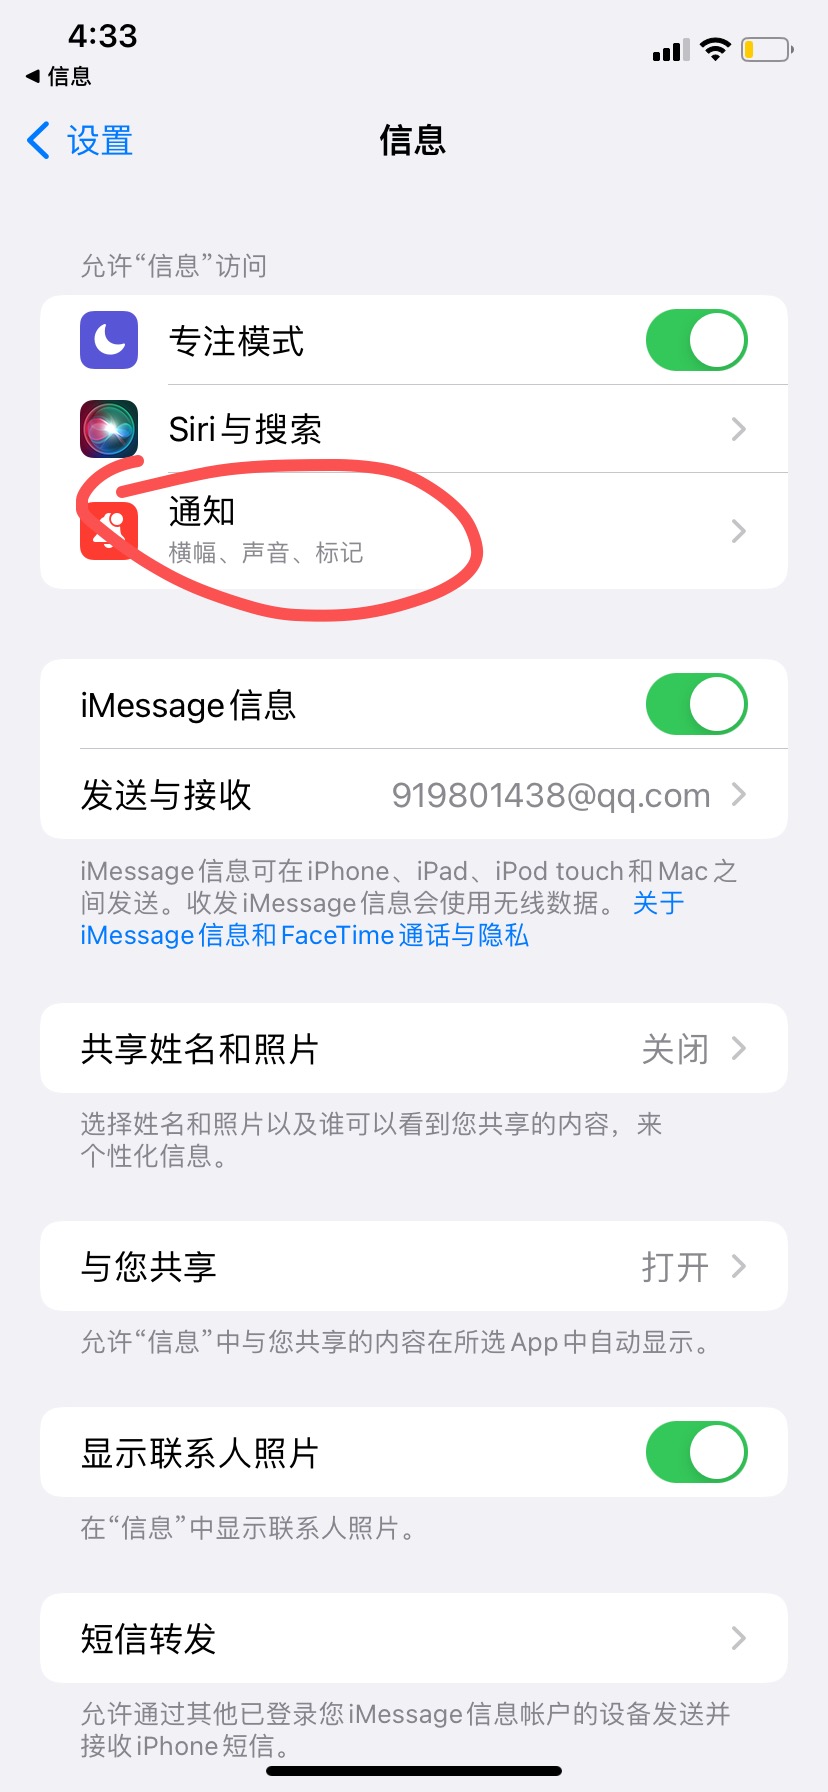 4:33
◀ 信息
设置
信息
允许“信息”访问
专注模式
Siri与搜索
通知
横幅、声音、标记
iMessage信息
发送与接收 919801438@qq.com
iMessage信息可在iPhone、iPad、iPod touch和Mac之
间发送。收发iMessage信息会使用无线数据。关于
iMessage信息和FaceTime通话与隐私
共享姓名和照片 关闭
选择姓名和照片以及谁可以看到您共享的内容，来
个性化信息。
与您共享 打开
允许“信息”中与您共享的内容在所选App中自动显示。
显示联系人照片
在“信息”中显示联系人照片。
短信转发
允许通过其他已登录您iMessage信息帐户的设备发送并
接收iPhone短信。